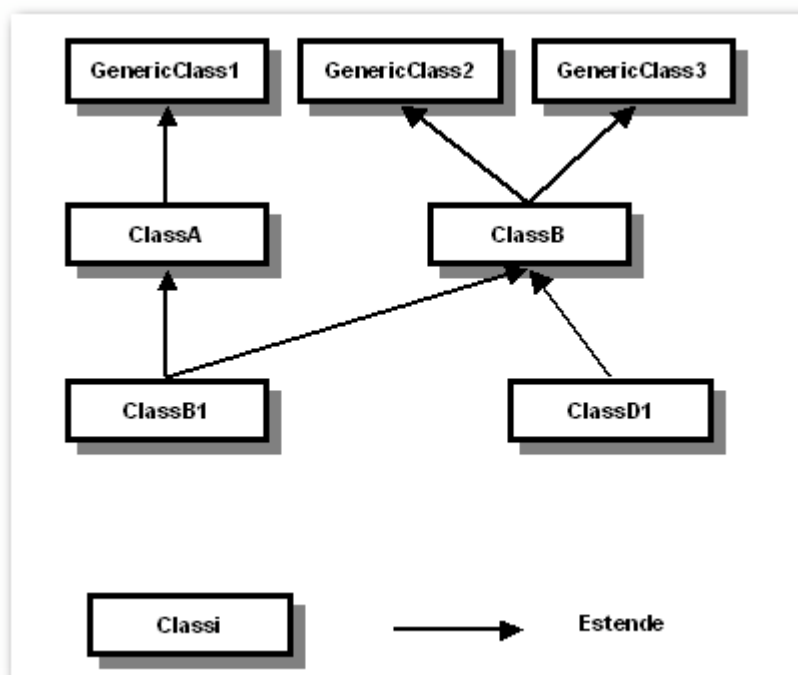 GenericClass1
GenericClass2
GenericClass3
ClassA
ClassB
ClassB1
ClassD1
Classi
Estende